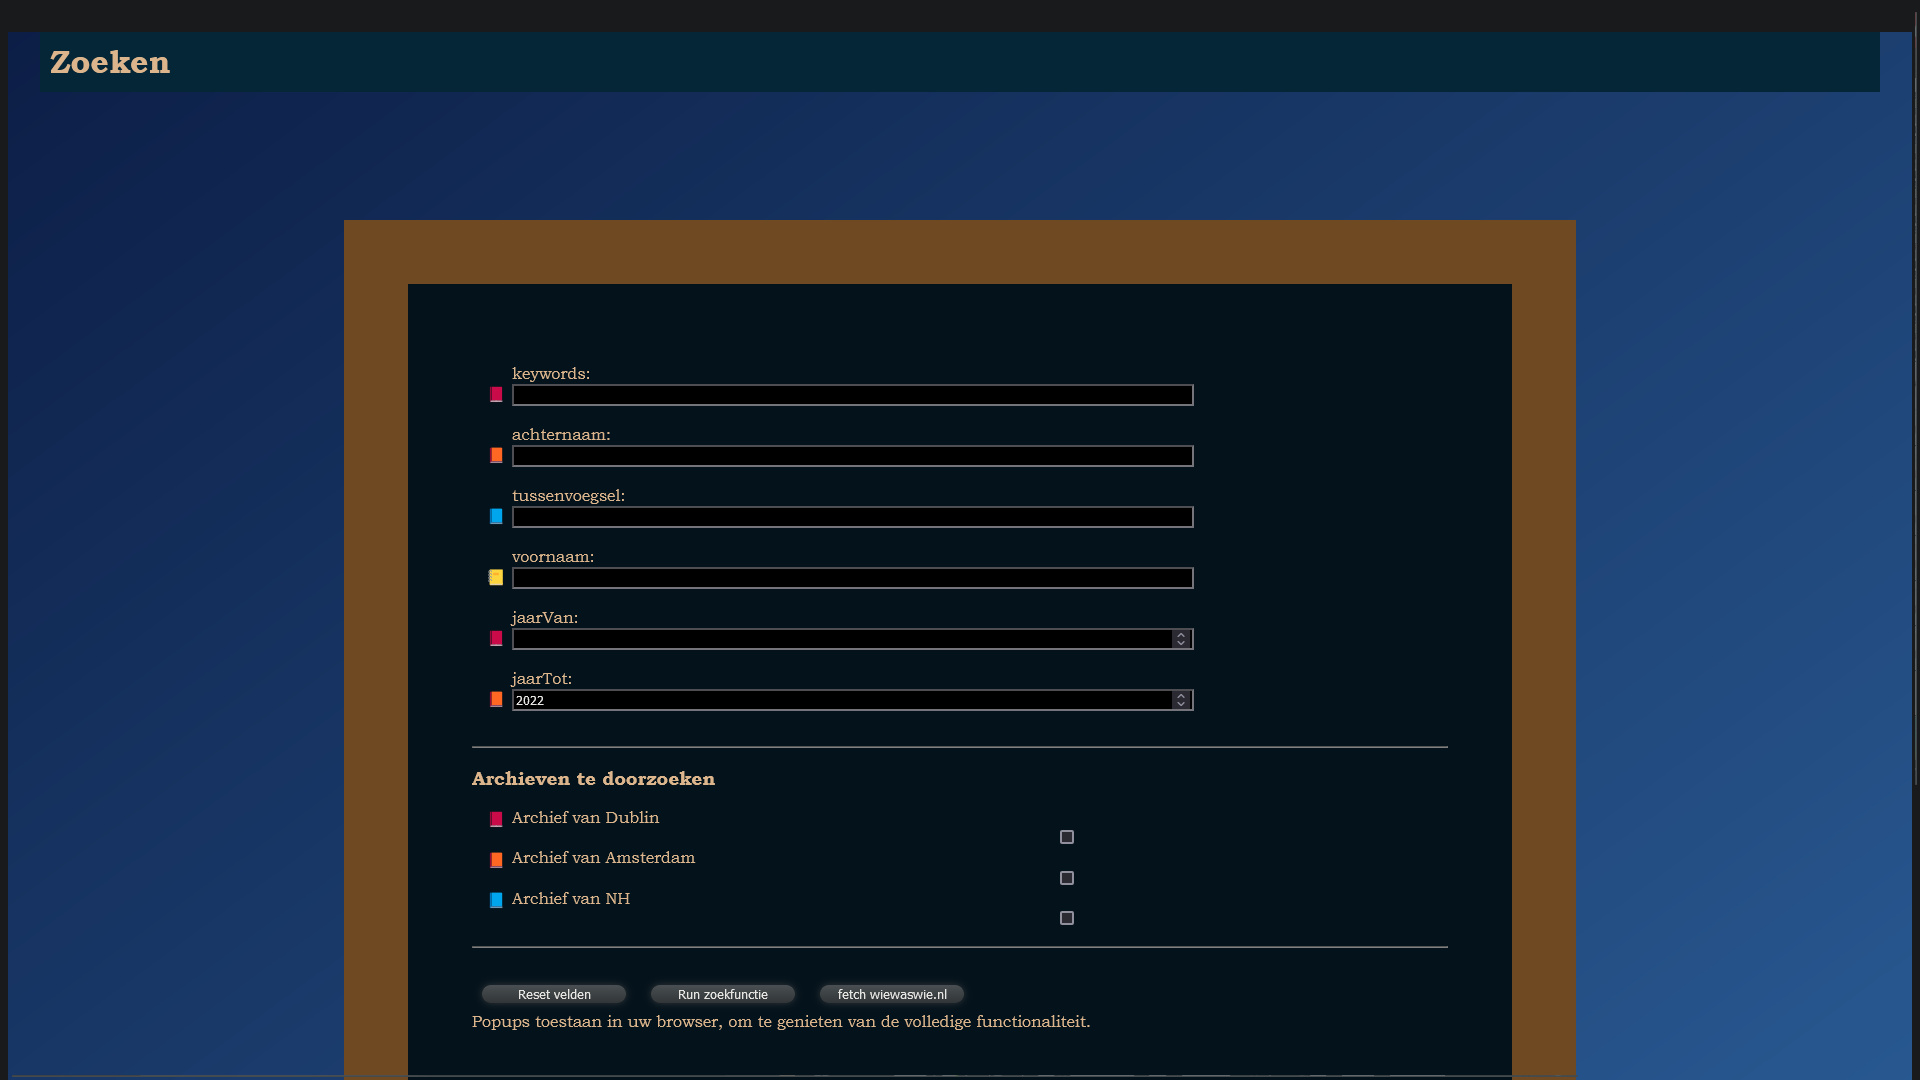 Zoeken
keywords:
achternaam:
tussenvoegsel:
voornaam:
jaarVan:
jaarTot:
2022
Archieven te doorzoeken
Archief van Dublin
Archief van Amsterdam
Archief van NH
Reset velden
Run zoekfunctie
fetch wiewaswie.nl
Popups toestaan in uw browser, om te genieten van de volledige functionaliteit.